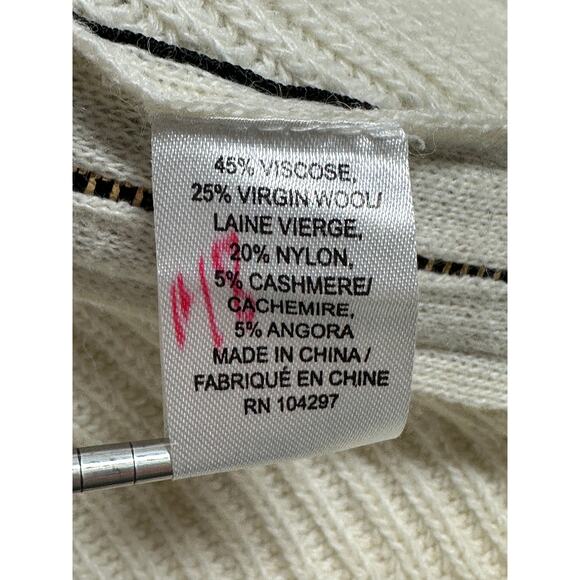 45% VISCOSE,
25% VIRGIN WOOL/
LAINE VIERGE,
20% NYLON,
5% CASHMERE/
CACHEMIRE,
5% ANGORA
MADE IN CHINA /
FABRIQUÉ EN CHINE
RN 104297